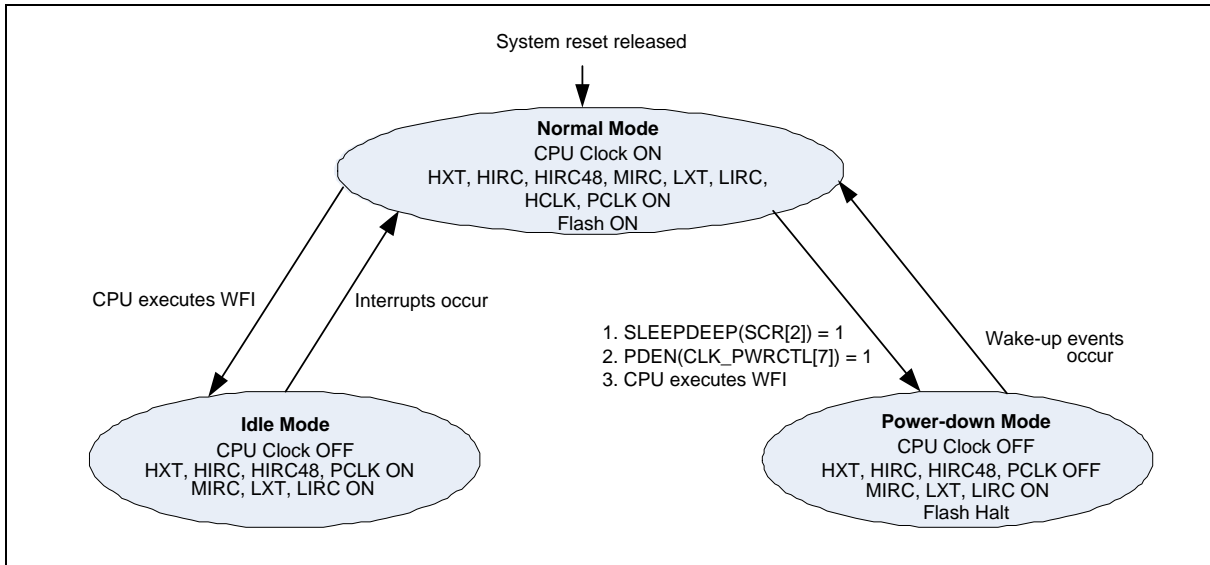 System reset released
Normal Mode
CPU Clock ON
HXT, HIRC, HIRC48, MIRC, LXT, LIRC,
HCLK, PCLK ON
Flash ON
CPU executes WFI
Interrupts occur
1. SLEEPDEEP(SCR[2]) = 1
2. PDEN(CLK_PWRCTL[7]) = 1
3. CPU executes WFI
Wake-up events
occur
Idle Mode
CPU Clock OFF
HXT, HIRC, HIRC48, PCLK ON
MIRC, LXT, LIRC ON
Power-down Mode
CPU Clock OFF
HXT, HIRC, HIRC48, PCLK OFF
MIRC, LXT, LIRC ON
Flash Halt